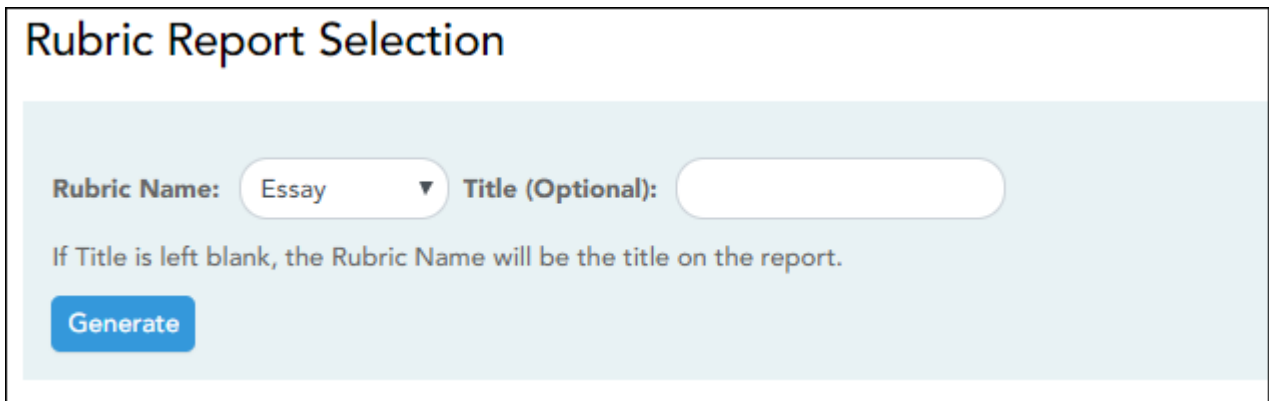 Rubric Report Selection
Rubric Name: Essay Title (Optional):
If Title is left blank, the Rubric Name will be the title on the report.
Generate